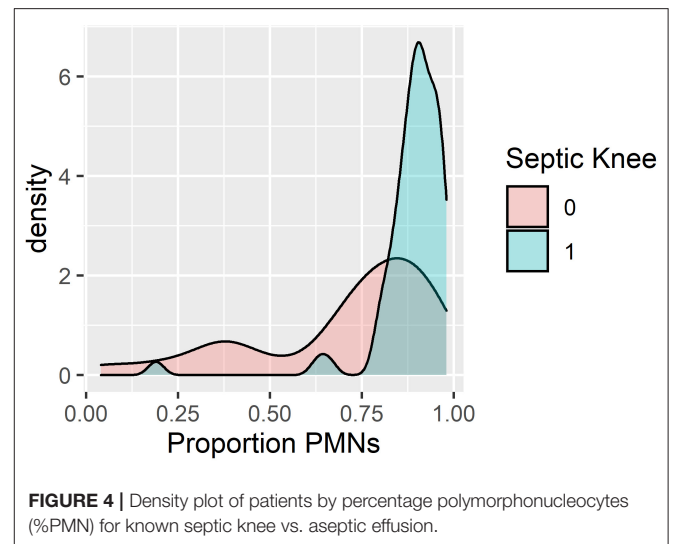 6
4
2
0
density
0.00 0.25 0.50 0.75 1.00
Proportion PMNs
Septic Knee
0
1
FIGURE 4 | Density plot of patients by percentage polymorphonucleocytes
(%PMN) for known septic knee vs. aseptic effusion.